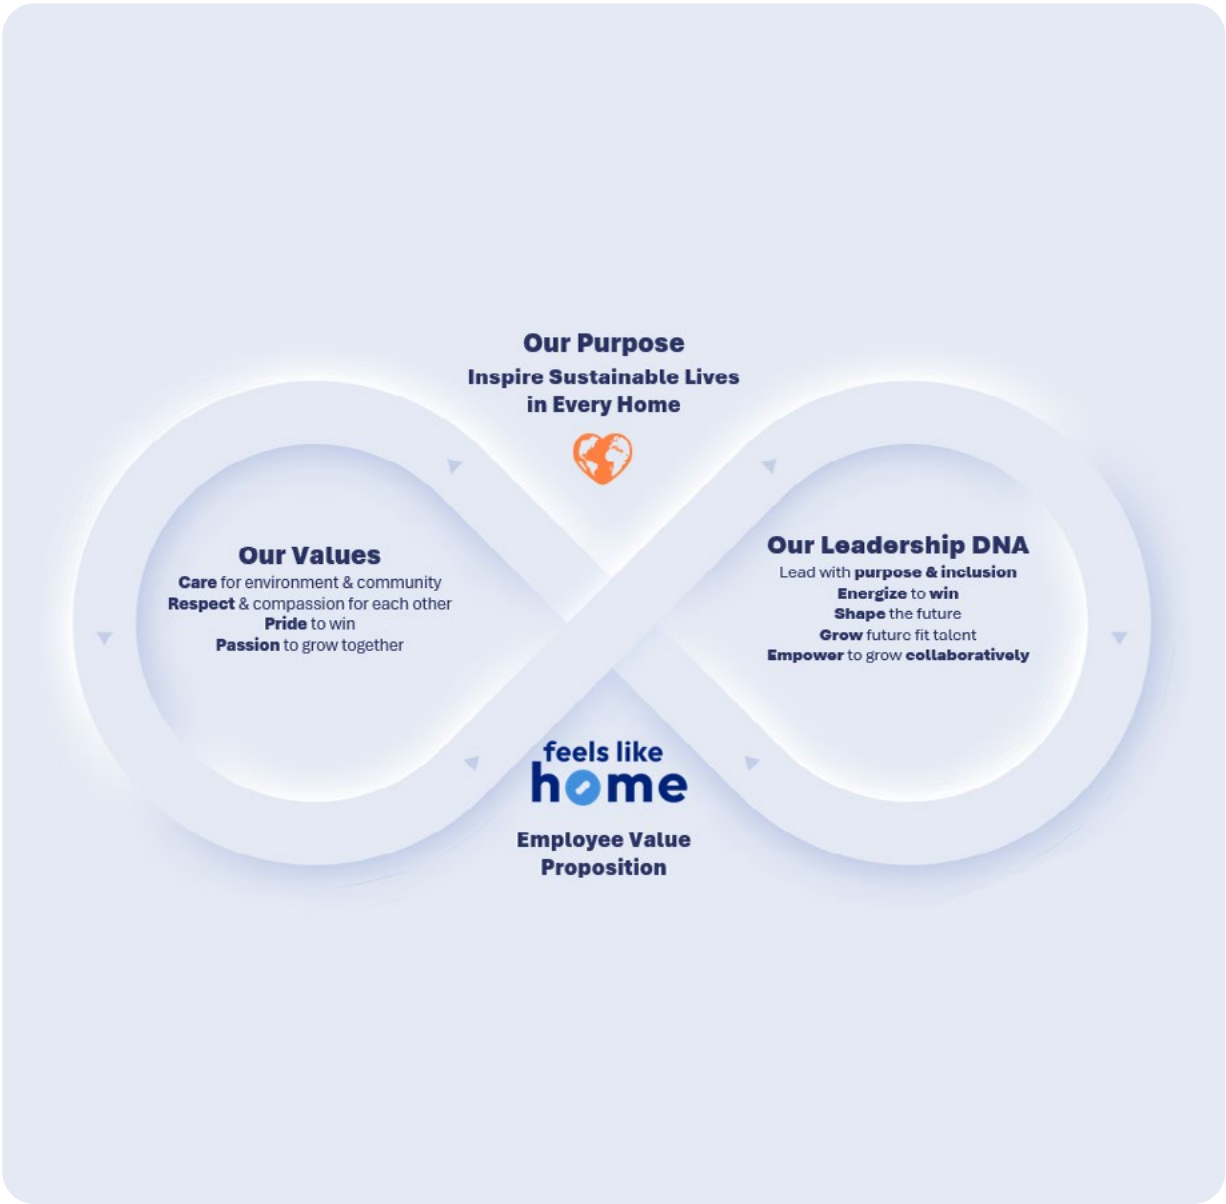 Our Purpose
Inspire Sustainable Lives
in Every Home
Our Values
Care for environment & community
Respect & compassion for each other
Pride to win
Passion to grow together
Our Leadership DNA
Lead with purpose & inclusion
Energize to win
Shape the future
Grow future fit talent
Empower to grow collaboratively
feels like
home
Employee Value
Proposition